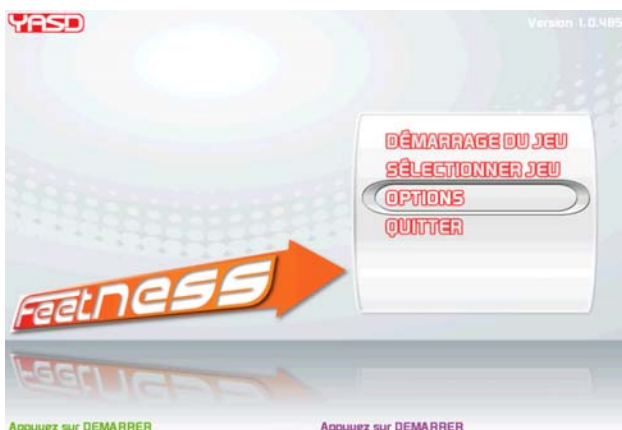 YASD
Version 1.0.485
DÉMARRAGE DU JEU
SÉLECTIONNER JEU
OPTIONS
QUITTER
Feetness
Appuyez sur DEMARRER
Appuyez sur DEMARRER